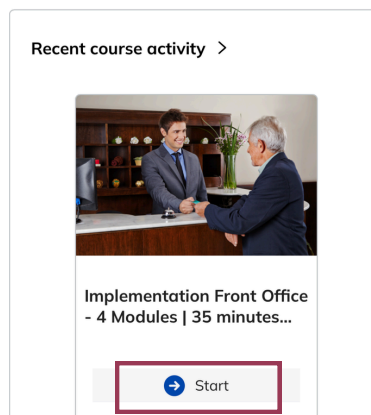 Recent course activity >
Implementation Front Office
- 4 Modules | 35 minutes...
Start